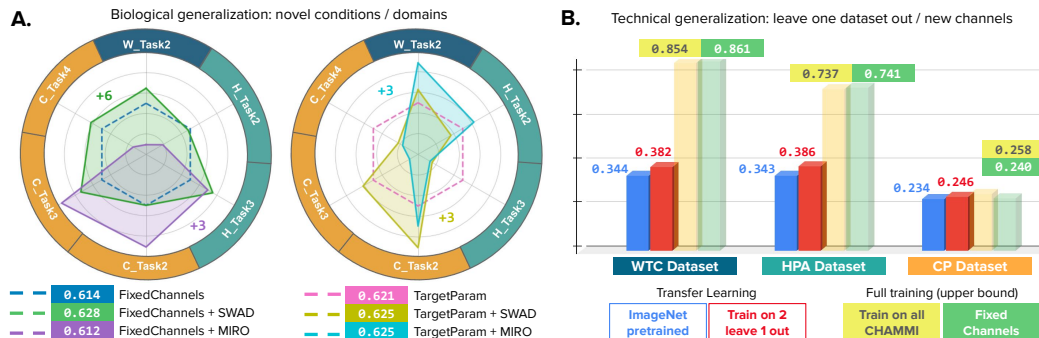 A.
Biological generalization: novel conditions / domains
W_Task2
H_Task2
H_Task3
C_Task2
C_Task3
C_Task4
+6
+3
W_Task2
H_Task2
H_Task3
C_Task2
C_Task3
C_Task4
+3
+3
0.614 FixedChannels
0.628 FixedChannels + SWAD
0.612 FixedChannels + MIRO
0.621 TargetParam
0.625 TargetParam + SWAD
0.625 TargetParam + MIRO
B.
Technical generalization: leave one dataset out / new channels
0.854 0.861
0.737 0.741
0.344 0.382
0.343 0.386
0.258
0.240
0.234 0.246
WTC Dataset
HPA Dataset
CP Dataset
Transfer Learning
ImageNet
pretrained
Train on 2
leave 1 out
Full training (upper bound)
Train on all
CHAMMI
Fixed
Channels